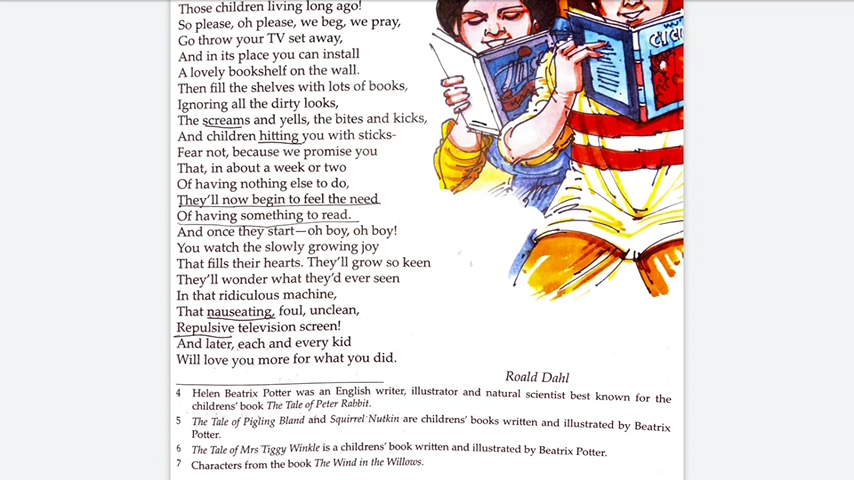 Those children living long ago!
So please, oh please, we beg, we pray,
Go throw your TV set away,
And in its place you can install
A lovely bookshelf on the wall.
Then fill the shelves with lots of books,
Ignoring all the dirty looks,
The screams and yells, the bites and kicks,
And children hitting you with sticks-
Fear not, because we promise you
That, in about a week or two
Of having nothing else to do,
They'll now begin to feel the need
Of having something to read.
And once they start—oh boy, oh boy!
You watch the slowly growing joy
That fills their hearts. They'll grow so keen
They'll wonder what they'd ever seen
In that ridiculous machine,
That nauseating, foul, unclean,
Repulsive television screen!
And later, each and every kid
Will love you more for what you did.
Roald Dahl
4 Helen Beatrix Potter was an English writer, illustrator and natural scientist best known for the
childrens' book The Tale of Peter Rabbit.
5 The Tale of Pigling Bland and Squirrel Nutkin are childrens' books written and illustrated by Beatrix
Potter.
6 The Tale of Mrs Tiggy Winkle is a childrens' book written and illustrated by Beatrix Potter.
7 Characters from the book The Wind in the Willows.